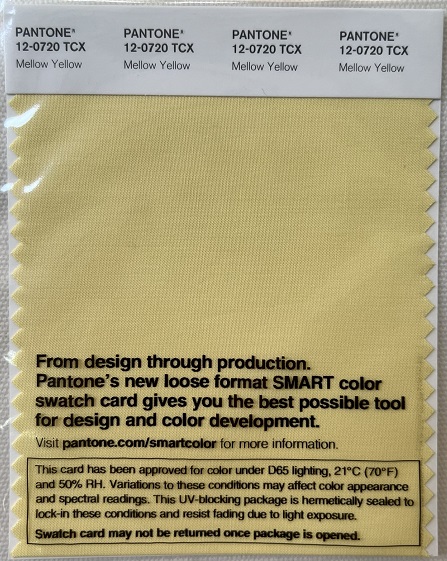 PANTONE® PANTONE® PANTONE® PANTONE®
12-0720 TCX 12-0720 TCX 12-0720 TCX 12-0720 TCX
Mellow Yellow Mellow Yellow Mellow Yellow Mellow Yellow
From design through production.
Pantone's new loose format SMART color
swatch card gives you the best possible tool
for design and color development.
Visit pantone.com/smartcolor for more information.
This card has been approved for color under D65 lighting, 21°C (70°F)
and 50% RH. Variations to these conditions may affect color appearance
and spectral readings. This UV-blocking package is hermetically sealed to
lock-in these conditions and resist fading due to light exposure.
Swatch card may not be returned once package is opened.